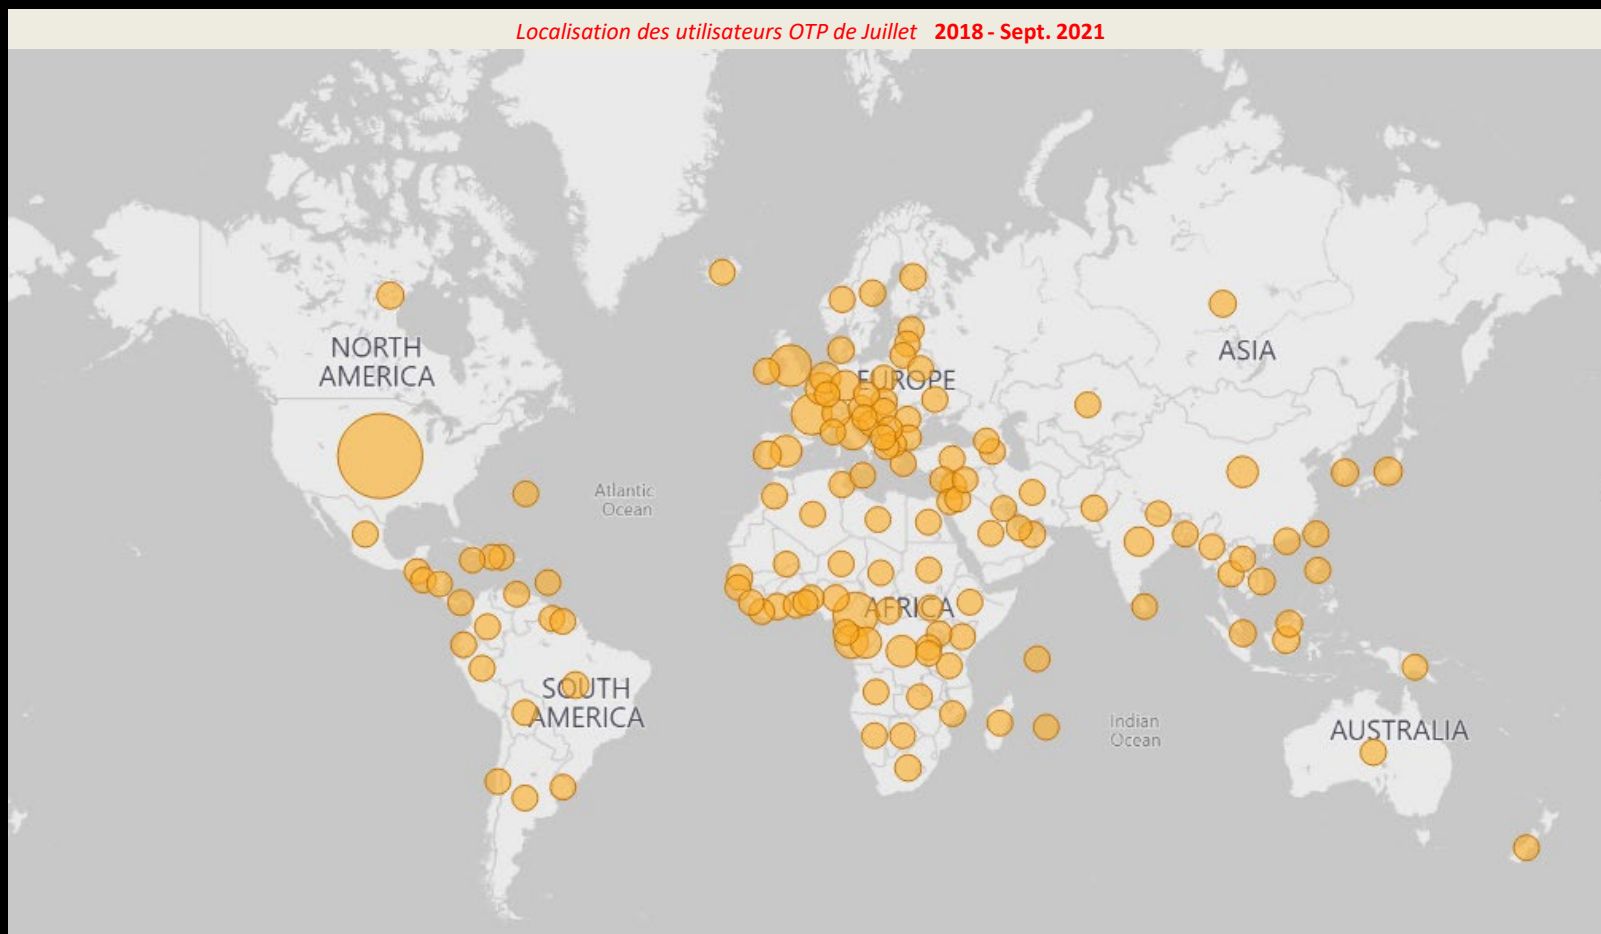 Localisation des utilisateurs OTP de Juillet 2018 - Sept. 2021
NORTH
AMERICA
ASIA
EUROPE
Atlantic
Ocean
AFRICA
SOUTH
AMERICA
Indian
Ocean
AUSTRALIA